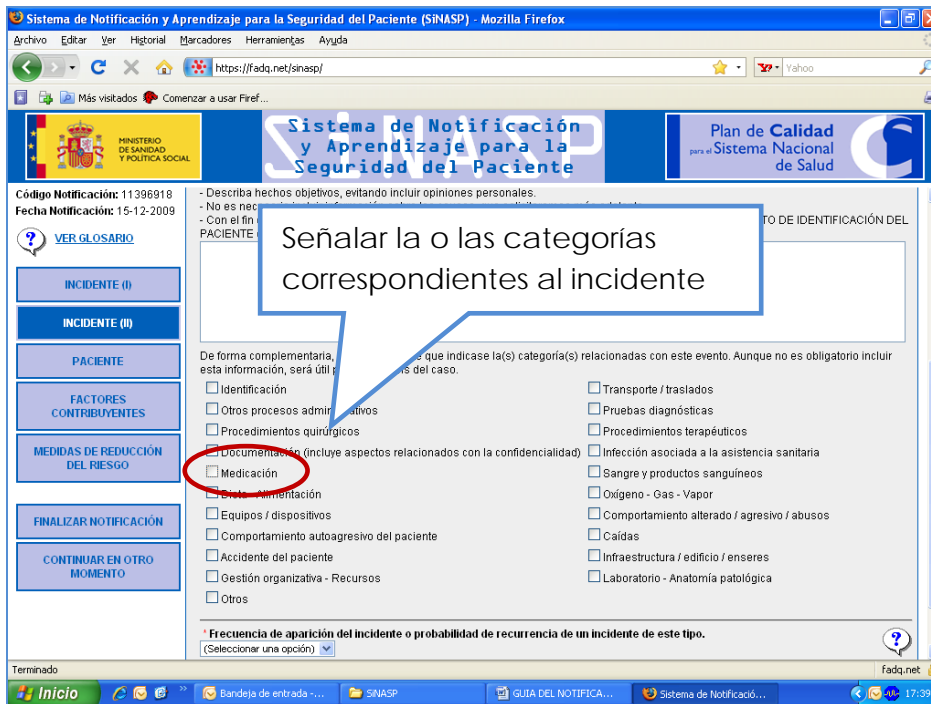 Sistema de Notificación y Aprendizaje para la Seguridad del Paciente (SiNASP) - Mozilla Firefox
Archivo Editar Ver Historial Marcadores Herramientas Ayuda
https://fadq.net/sinasp/
Yahoo
Más visitados Comenzar a usar Firef...
MINISTERIO
DE SANIDAD
Y POLÍTICA SOCIAL
SiNASP
Sistema de Notificación
y Aprendizaje para la
Seguridad del Paciente
Plan de Calidad
para el Sistema Nacional
de Salud
Código Notificación: 11396918
Fecha Notificación: 15-12-2009
VER GLOSARIO
INCIDENTE (I)
INCIDENTE (II)
PACIENTE
FACTORES
CONTRIBUYENTES
MEDIDAS DE REDUCCIÓN
DEL RIESGO
FINALIZAR NOTIFICACIÓN
CONTINUAR EN OTRO
MOMENTO
- Describa hechos objetivos, evitando incluir opiniones personales.
- No es
- Con el fin TO DE IDENTIFICACIÓN DEL
PACIENTE
Señalar la o las categorías
correspondientes al incidente
De forma complementaria, que indicase la(s) categoría(s) relacionadas con este evento. Aunque no es obligatorio incluir
esta información, será útil del caso.
Identificación
Otros procesos administrativos
Procedimientos quirúrgicos
Documentación (incluye aspectos relacionados con la confidencialidad)
Medicación
Dieta - Alimentación
Equipos / dispositivos
Comportamiento autoagresivo del paciente
Accidente del paciente
Gestión organizativa - Recursos
Otros
Transporte / traslados
Pruebas diagnósticas
Procedimientos terapéuticos
Infección asociada a la asistencia sanitaria
Sangre y productos sanguíneos
Oxígeno - Gas - Vapor
Comportamiento alterado / agresivo / abusos
Caídas
Infraestructura / edificio / enseres
Laboratorio - Anatomía patológica
* Frecuencia de aparición del incidente o probabilidad de recurrencia de un incidente de este tipo.
(Seleccionar una opción)
Terminado
fadq.net
Inicio
Bandeja de entrada -...
SiNASP
GUIA DEL NOTIFICA...
Sistema de Notificació...
17:39